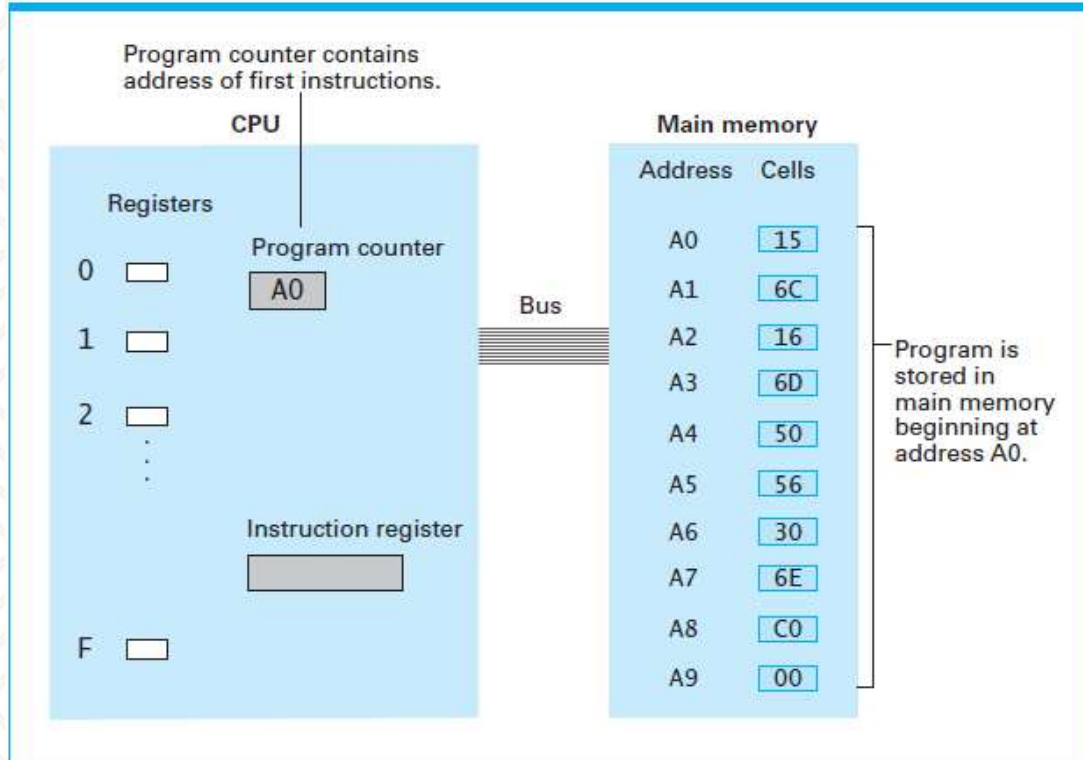 Program counter contains
address of first instructions.
CPU
Main memory
Address Cells
Registers
Program counter
0
A0
1
2
Instruction register
F
Bus
A0 15
A1 6C
A2 16
A3 6D
A4 50
A5 56
A6 30
A7 6E
A8 C0
A9 00
Program is
stored in
main memory
beginning at
address A0.